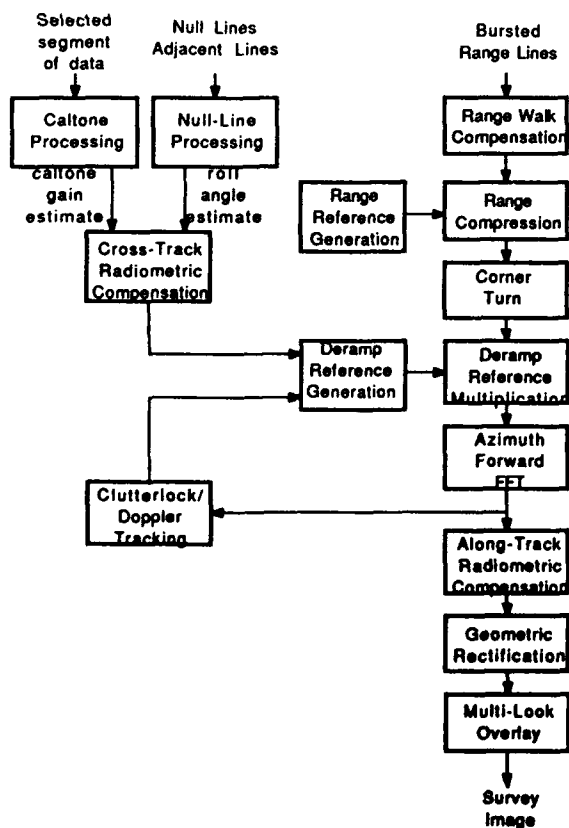 Selected
segment
of data
Null Lines
Adjacent Lines
Bursted
Range Lines
Caltone
Processing
Null-Line
Processing
Range Walk
Compensation
caltone
gain
estimate
roll
angle
estimate
Range
Reference
Generation
Range
Compression
Cross-Track
Radiometric
Compensation
Corner
Turn
Deramp
Reference
Generation
Deramp
Reference
Multiplication
Azimuth
Forward
FFT
Clutterlock/
Doppler
Tracking
Along-Track
Radiometric
Compensation
Geometric
Rectification
Multi-Look
Overlay
Survey
Image